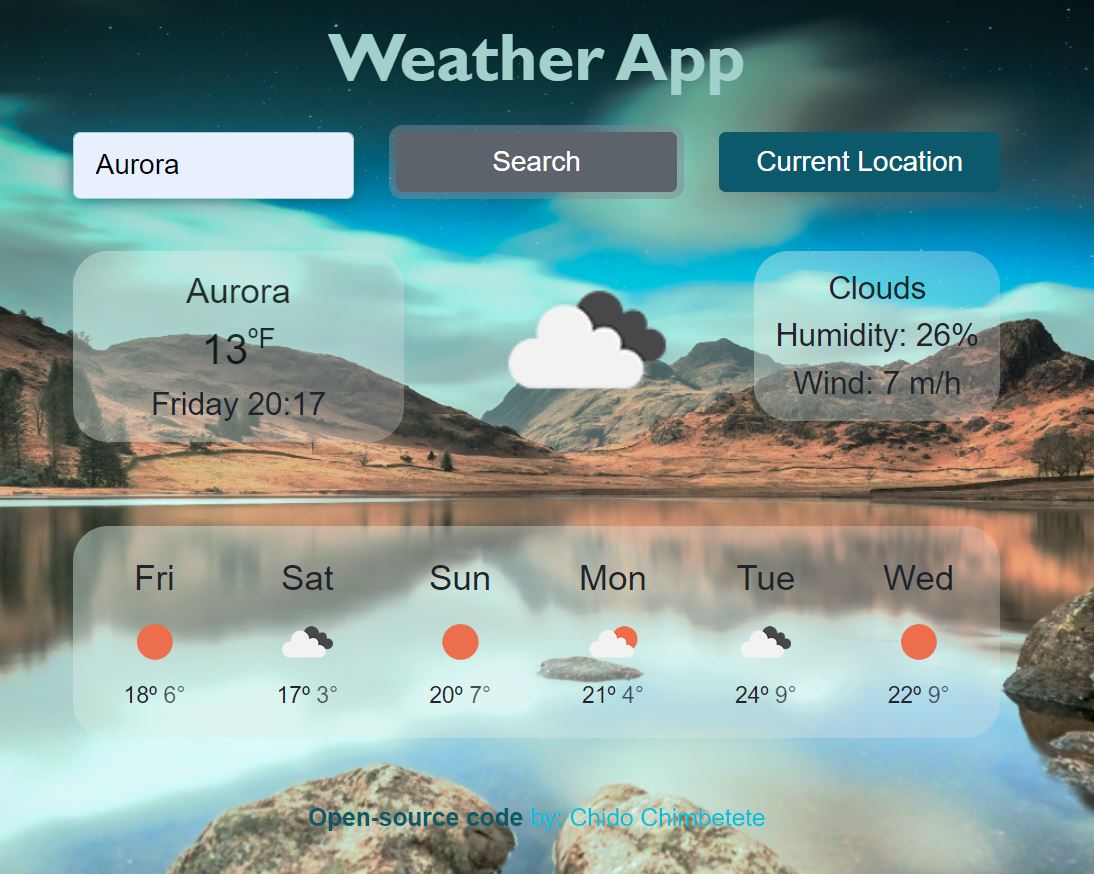 Weather App
Aurora
Search
Current Location
Aurora
13°F
Friday 20:17
Clouds
Humidity: 26%
Wind: 7 m/h
Fri Sat Sun Mon Tue Wed
18º 6° 17º 3° 20º 7° 21º 4° 24º 9° 22º 9°
Open-source code by: Chido Chimbetete